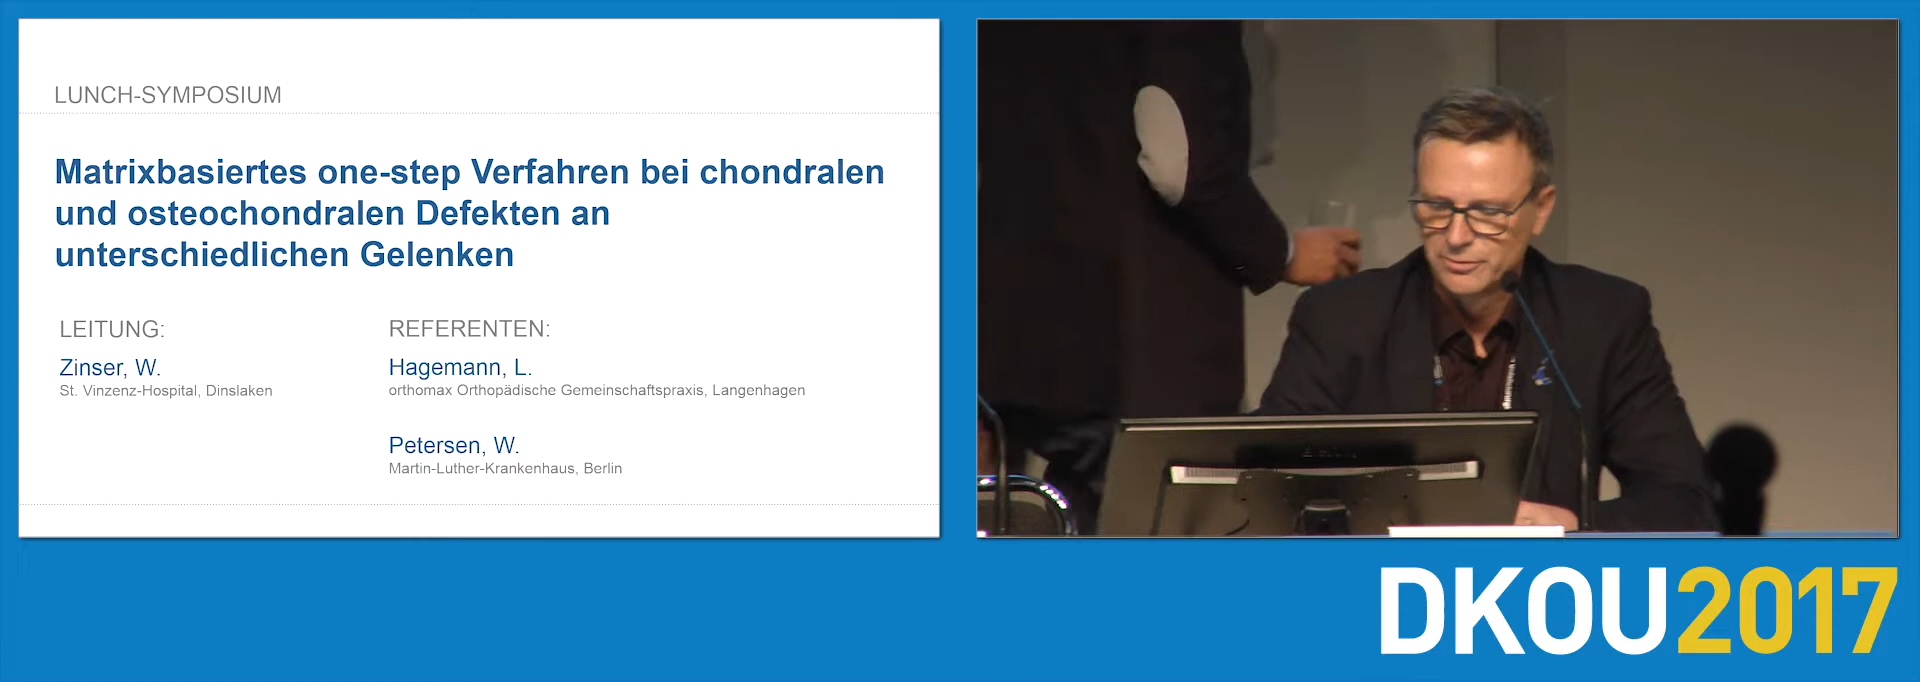 LUNCH-SYMPOSIUM
Matrixbasiertes one-step Verfahren bei chondralen
und osteochondralen Defekten an
unterschiedlichen Gelenken
LEITUNG:
Zinser, W.
St. Vinzenz-Hospital, Dinslaken
REFERENTEN:
Hagemann, L.
orthomax Orthopädische Gemeinschaftspraxis, Langenhagen
Petersen, W.
Martin-Luther-Krankenhaus, Berlin
DKOU2017